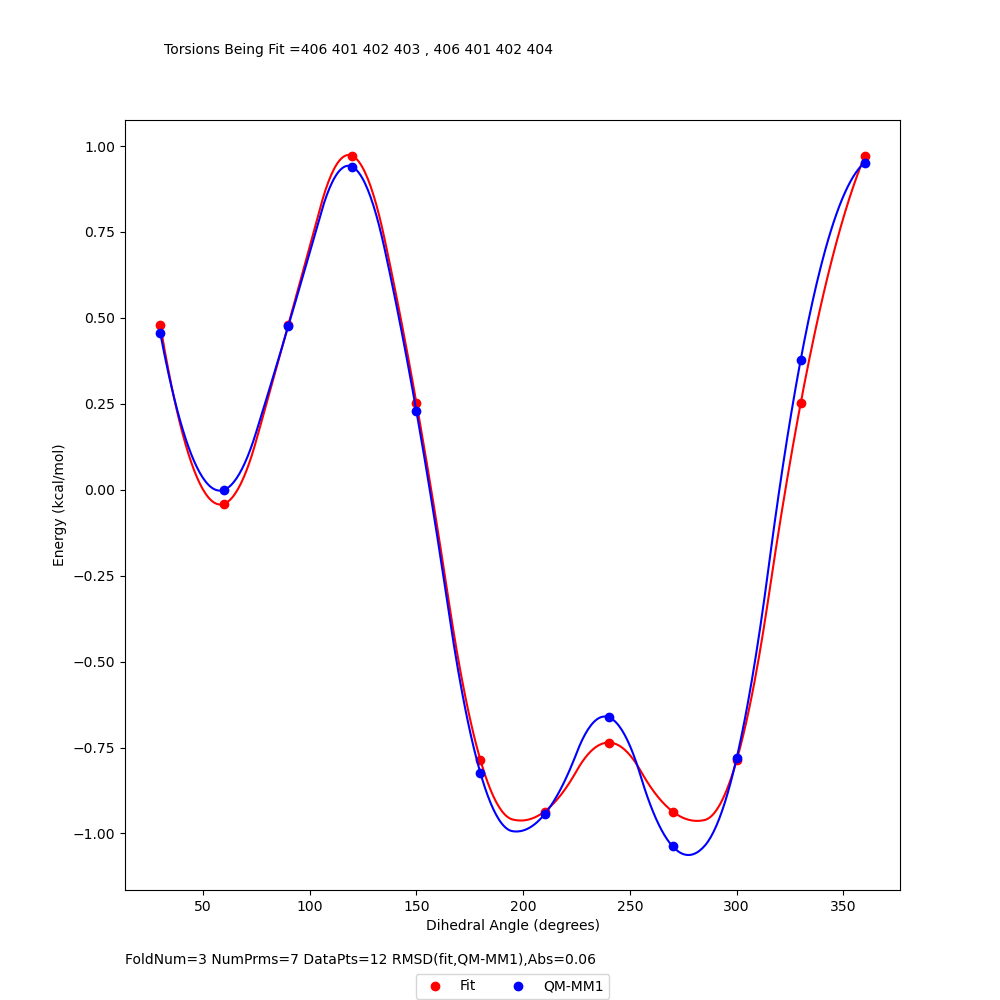 Torsions Being Fit =406 401 402 403 , 406 401 402 404
1.00
0.75
0.50
0.25
0.00
−0.25
−0.50
−0.75
−1.00
Energy (kcal/mol)
50 100 150 200 250 300 350
Dihedral Angle (degrees)
FoldNum=3 NumPrms=7 DataPts=12 RMSD(fit,QM-MM1),Abs=0.06
Fit QM-MM1